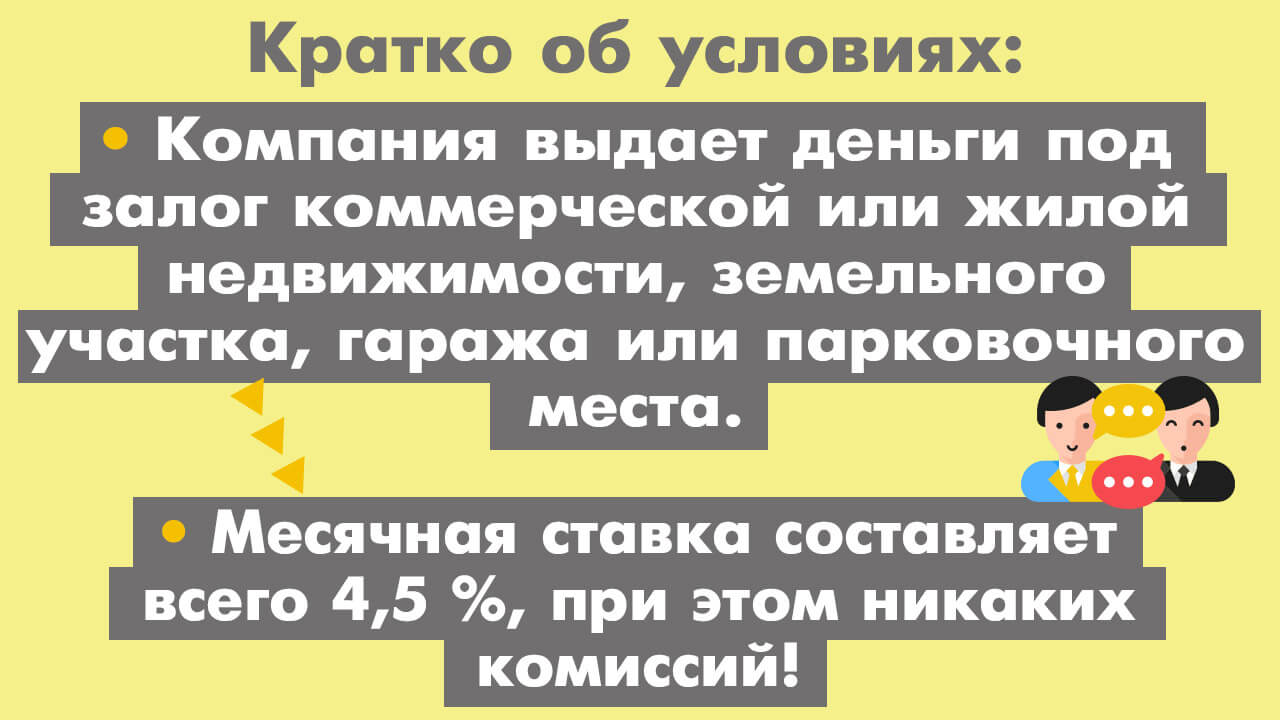 Кратко об условиях:
• Компания выдает деньги под
залог коммерческой или жилой
недвижимости, земельного
участка, гаража или парковочного
места.
• Месячная ставка составляет
всего 4,5 %, при этом никаких
комиссий!